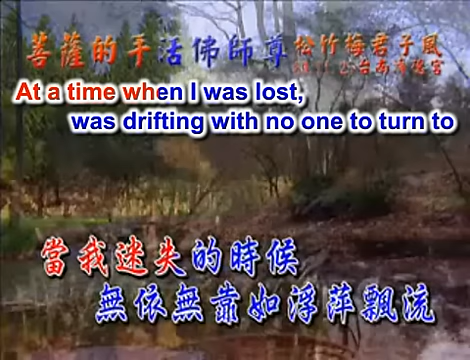 菩薩的手 活佛師尊 松竹梅君子風
台南
At a time when I was lost,
was drifting with no one to turn to
當我迷失的時候
無依無靠如浮萍飄流